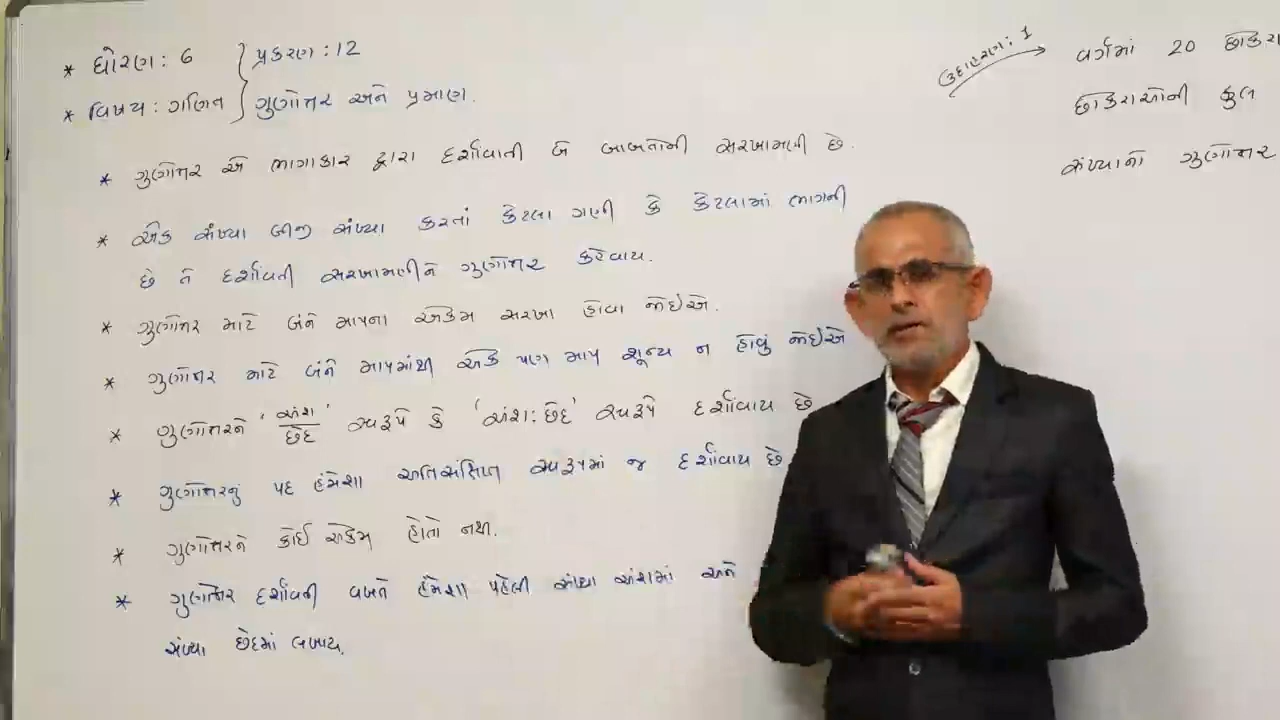 * ધોરણ : 6 } પ્રકરણ : 12
* વિષય : ગણિત } ગુણોત્તર અને પ્રમાણ.
* ગુણોત્તર એ ભાગાકાર દ્વારા દર્શાવાતી બે બાબતોની સરખામણી છે.
* એક સંખ્યા બીજી સંખ્યા કરતાં કેટલા ગણી કે કેટલામાં ભાગની
છે તે દર્શાવતી સરખામણીને ગુણોત્તર કહેવાય.
* ગુણોત્તર માટે બંને માપના એકમ સરખા હોવા જોઈએ.
* ગુણોત્તર માટે બંને માપમાંથી એકે પણ માપ શૂન્ય ન હોવું જોઈએ
* ગુણોત્તરને 'અંશ/છેદ' સ્વરૂપે કે 'અંશ : છેદ' સ્વરૂપે દર્શાવાય છે
* ગુણોત્તરનું પદ હંમેશા અતિસંક્ષિપ્ત સ્વરૂપમાં જ દર્શાવાય છે
* ગુણોત્તરને કોઈ એકમ હોતો નથી.
* ગુણોત્તર દર્શાવતી વખતે હંમેશા પહેલી સંખ્યા અંશમાં અને
સંખ્યા છેદમાં લખાય.
ઉદાહરણ : 1
વર્ગમાં 20 છોકરા
છોકરાઓની કુલ
સંખ્યાનો ગુણોત્તર